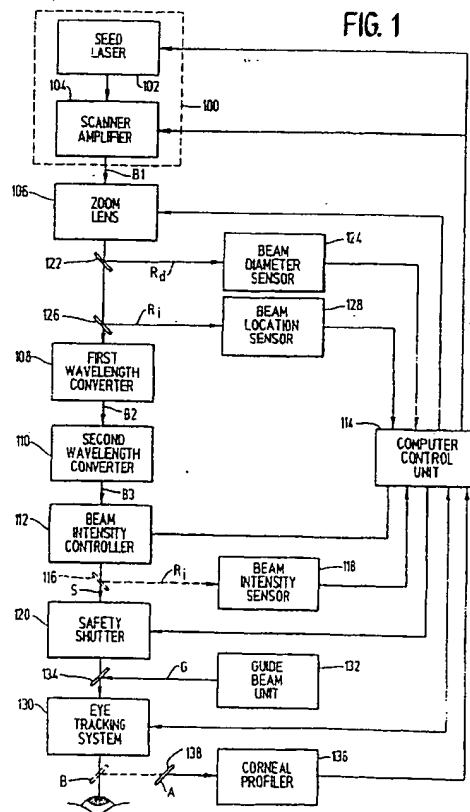 FIG. 1
SEED
LASER
102
104
100
SCANNER
AMPLIFIER
B1
106
ZOOM
LENS
122
Rd
BEAM
DIAMETER
SENSOR
124
126
Ri
BEAM
LOCATION
SENSOR
128
108
FIRST
WAVELENGTH
CONVERTER
B2
114
COMPUTER
CONTROL
UNIT
110
SECOND
WAVELENGTH
CONVERTER
B3
112
BEAM
INTENSITY
CONTROLLER
116
S
Ri
BEAM
INTENSITY
SENSOR
118
120
SAFETY
SHUTTER
134
G
GUIDE
BEAM
UNIT
132
130
EYE
TRACKING
SYSTEM
B
138
A
CORNEAL
PROFILER
136